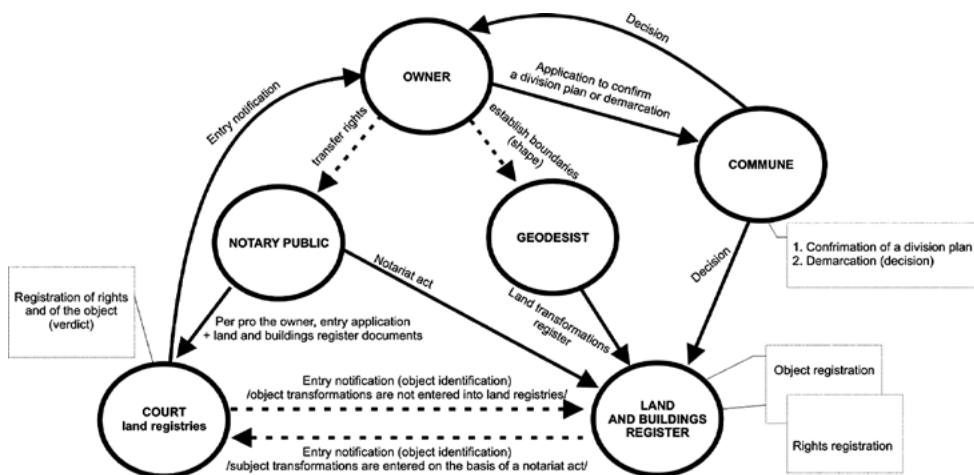 Decision
OWNER
Application to confirm
a division plan or demarcation
Entry notification
transfer rights
establish boundaries
(shape)
COMMUNE
NOTARY PUBLIC
GEODESIST
1. Confrimation of a division plan
2. Demarcation (decision)
Notariat act
Decision
Registration of rights
and of the object
(verdict)
Land transformations
register
Per pro the owner, entry application
+ land and buildings register documents
Object registration
Entry notification (object identification)
/object transformations are not entered into land registries/
COURT
land registries
LAND
AND BUILDINGS
REGISTER
Rights registration
Entry notification (object identification)
/subject transformations are entered on the basis of a notariat act/